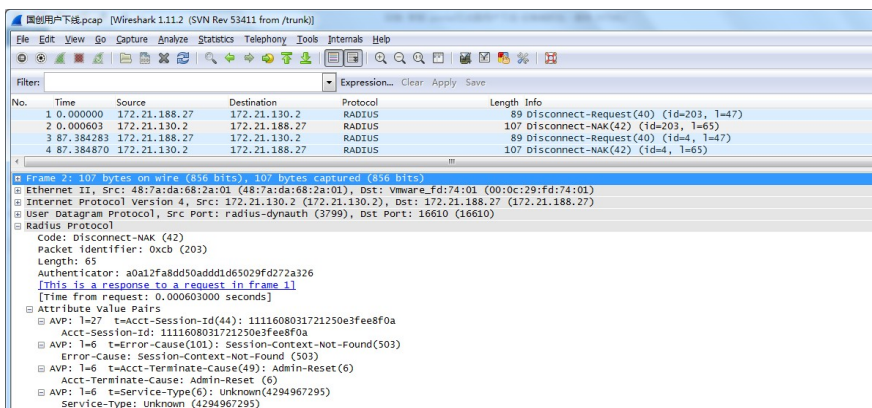 国创用户下线.pcap [Wireshark 1.11.2 (SVN Rev 53411 from /trunk)]
File Edit View Go Capture Analyze Statistics Telephony Tools Internals Help
Filter: Expression... Clear Apply Save
No. Time Source Destination Protocol Length Info
1 0.000000 172.21.188.27 172.21.130.2 RADIUS 89 Disconnect-Request(40) (id=203, l=47)
2 0.000603 172.21.130.2 172.21.188.27 RADIUS 107 Disconnect-NAK(42) (id=203, l=65)
3 87.384283 172.21.188.27 172.21.130.2 RADIUS 89 Disconnect-Request(40) (id=4, l=47)
4 87.384870 172.21.130.2 172.21.188.27 RADIUS 107 Disconnect-NAK(42) (id=4, l=65)
Frame 2: 107 bytes on wire (856 bits), 107 bytes captured (856 bits)
Ethernet II, Src: 48:7a:da:68:2a:01 (48:7a:da:68:2a:01), Dst: Vmware_fd:74:01 (00:0c:29:fd:74:01)
Internet Protocol Version 4, Src: 172.21.130.2 (172.21.130.2), Dst: 172.21.188.27 (172.21.188.27)
User Datagram Protocol, Src Port: radius-dynauth (3799), Dst Port: 16610 (16610)
Radius Protocol
Code: Disconnect-NAK (42)
Packet identifier: 0xcb (203)
Length: 65
Authenticator: a0a12fa8dd50addd1d65029fd272a326
[This is a response to a request in frame 1]
[Time from request: 0.000603000 seconds]
Attribute Value Pairs
AVP: l=27 t=Acct-Session-Id(44): 1111608031721250e3fee8f0a
Acct-Session-Id: 1111608031721250e3fee8f0a
AVP: l=6 t=Error-Cause(101): Session-Context-Not-Found(503)
Error-Cause: Session-Context-Not-Found (503)
AVP: l=6 t=Acct-Terminate-Cause(49): Admin-Reset(6)
Acct-Terminate-Cause: Admin-Reset (6)
AVP: l=6 t=Service-Type(6): Unknown(4294967295)
Service-Type: Unknown (4294967295)